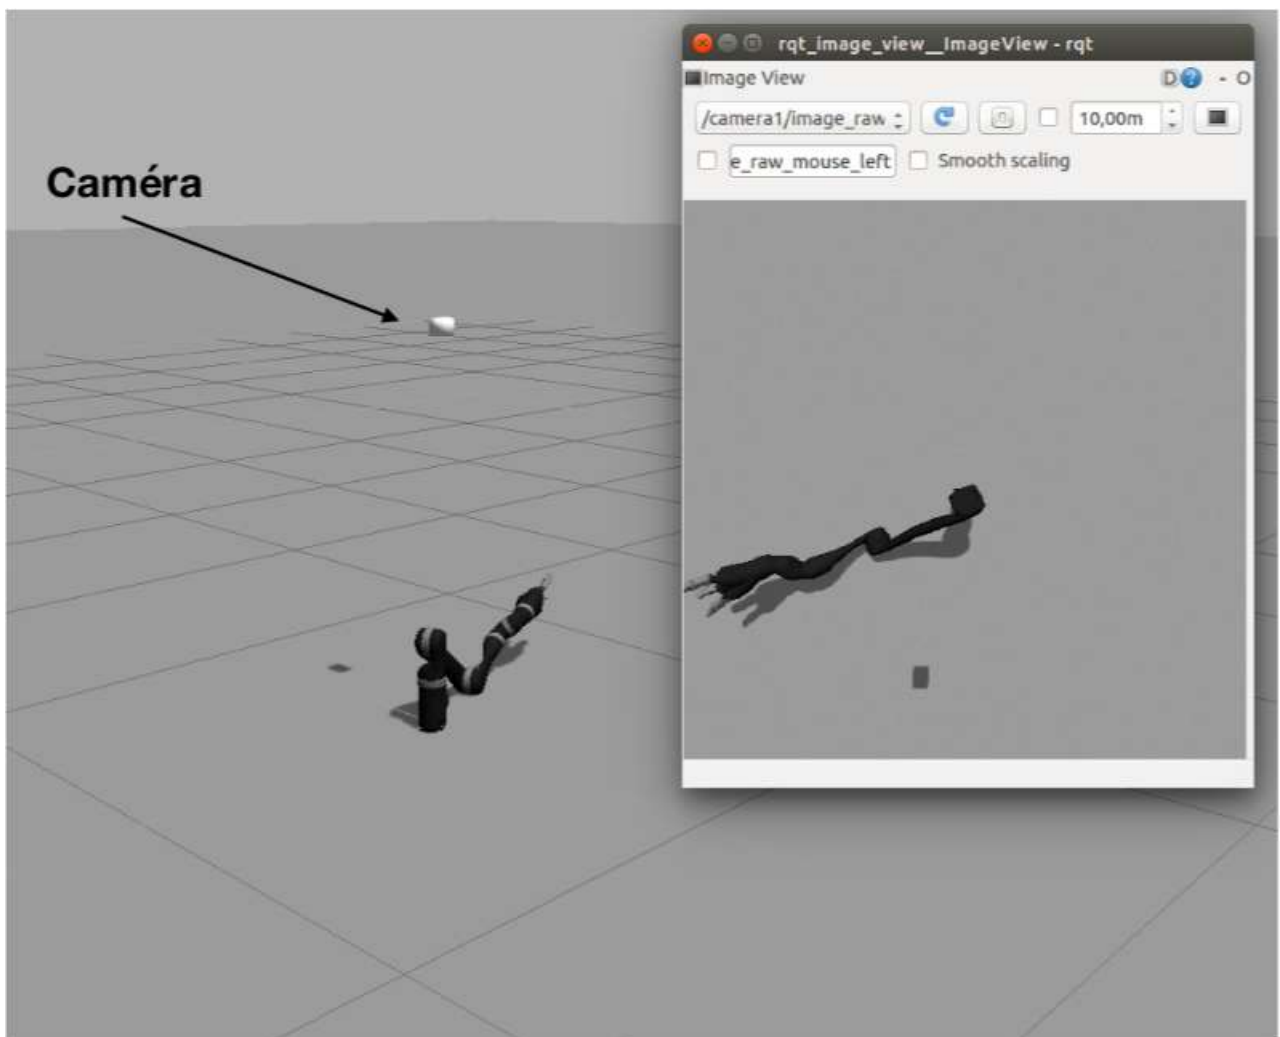 Caméra
rqt_image_view__ImageView - rqt
Image View
D ? - O
/camera1/image_raw
10,00m
e_raw_mouse_left
Smooth scaling